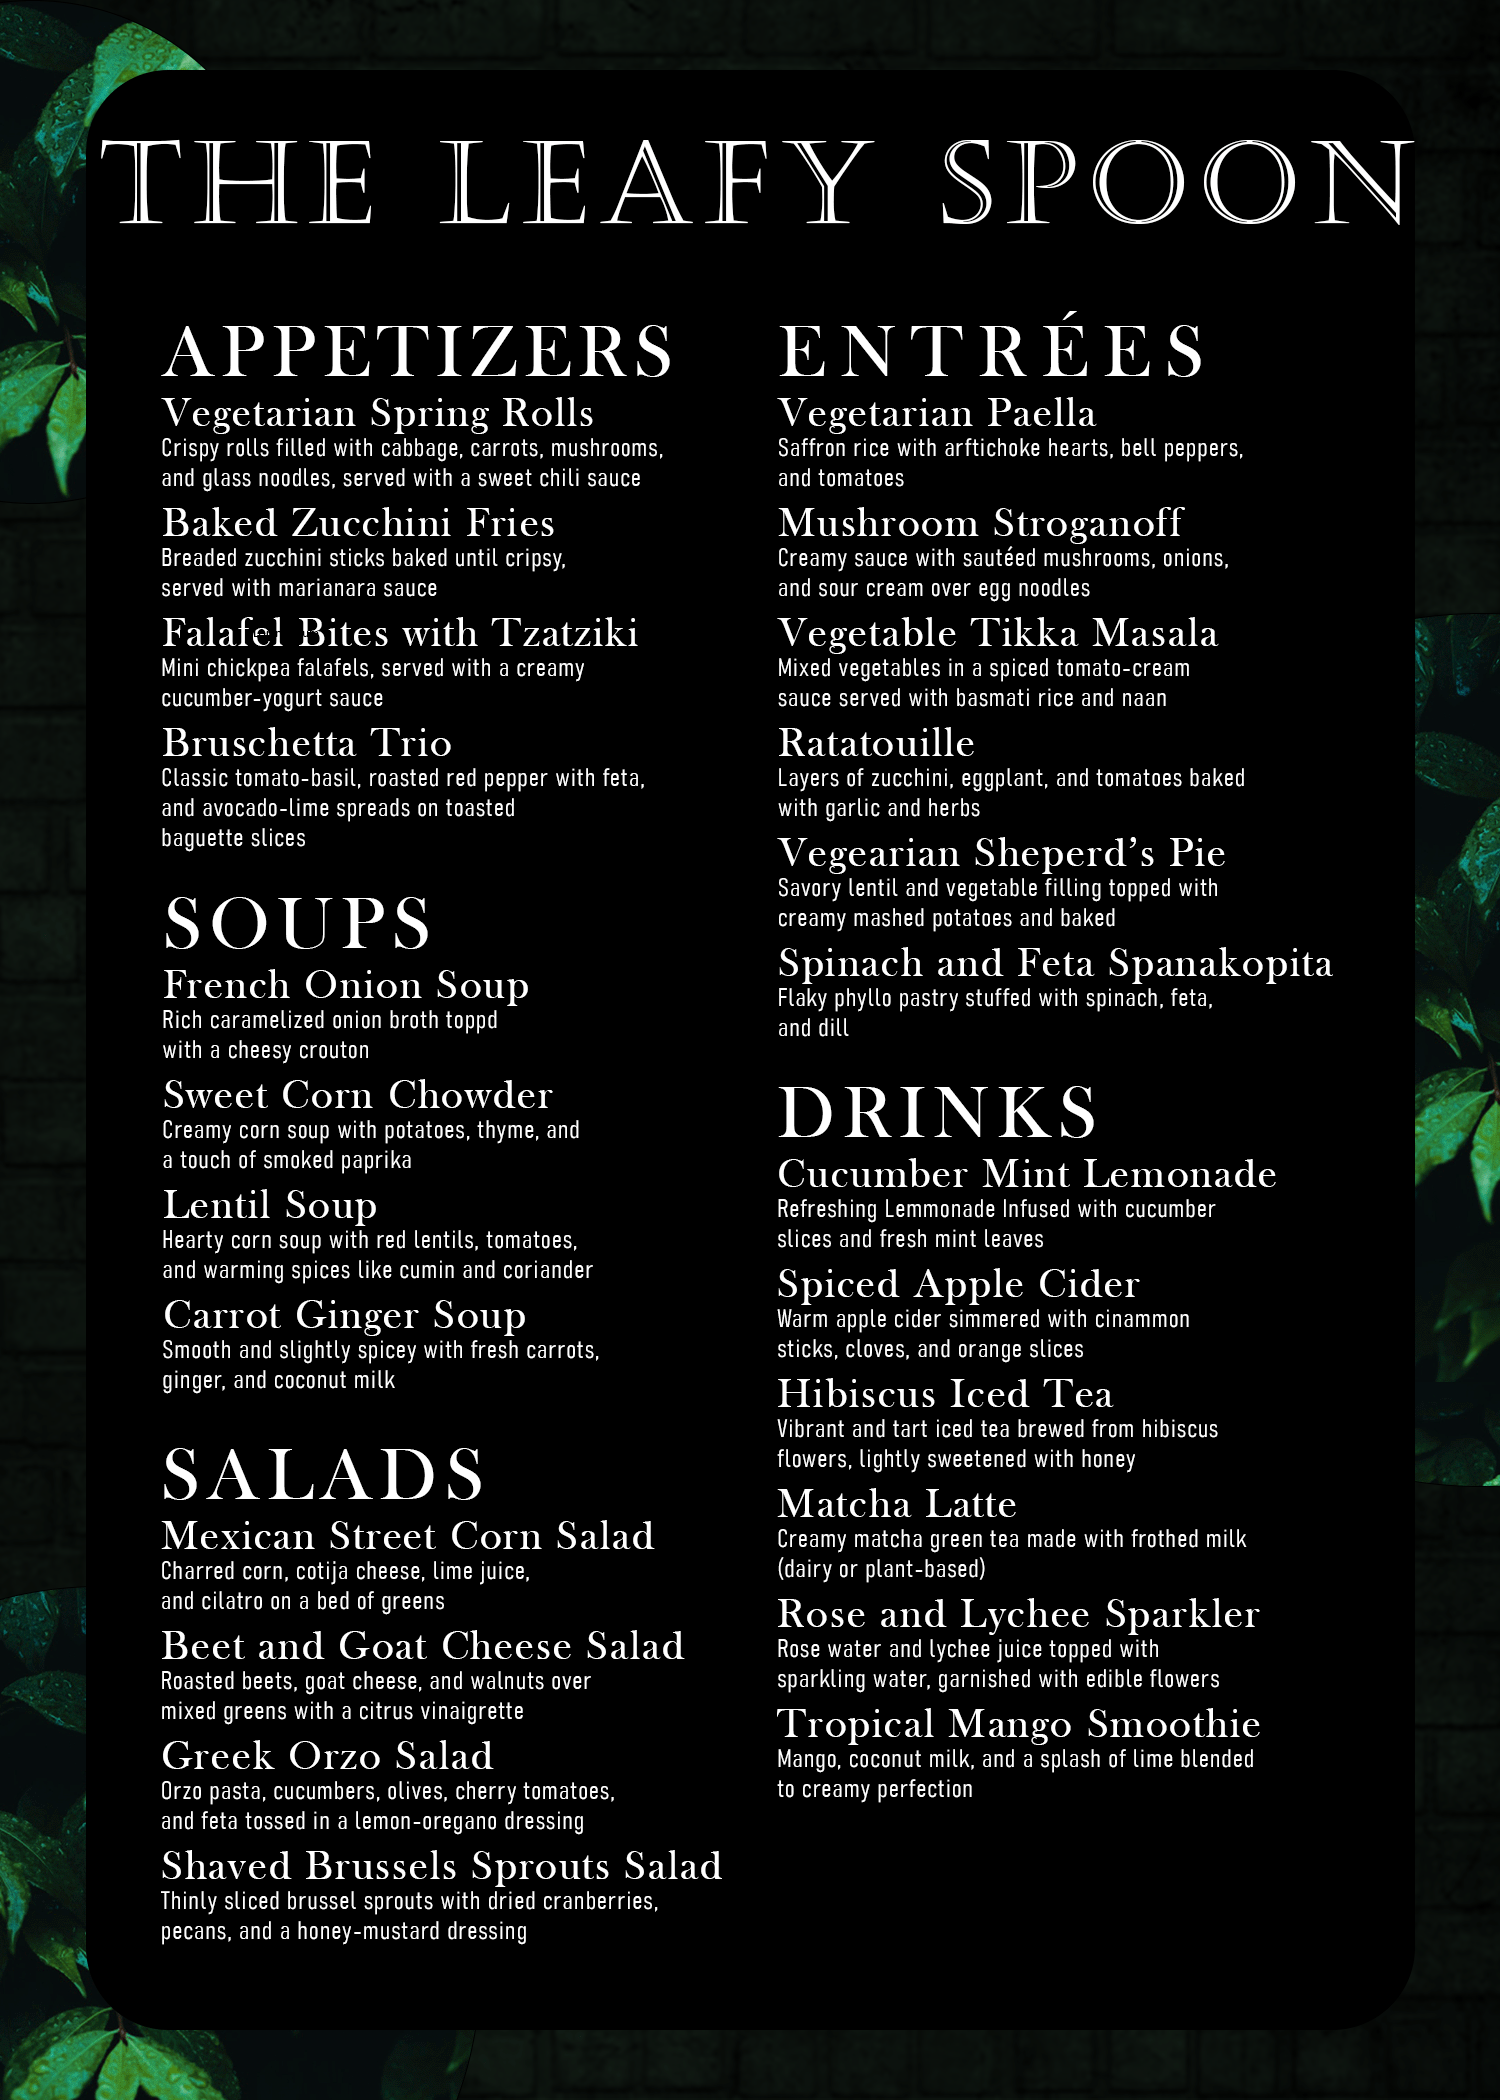 THE LEAFY SPOON
APPETIZERS
Vegetarian Spring Rolls
Crispy rolls filled with cabbage, carrots, mushrooms,
and glass noodles, served with a sweet chili sauce
Baked Zucchini Fries
Breaded zucchini sticks baked until cripsy,
served with marianara sauce
Falafel Bites with Tzatziki
Mini chickpea falafels, served with a creamy
cucumber-yogurt sauce
Bruschetta Trio
Classic tomato-basil, roasted red pepper with feta,
and avocado-lime spreads on toasted
baguette slices
SOUPS
French Onion Soup
Rich caramelized onion broth toppd
with a cheesy crouton
Sweet Corn Chowder
Creamy corn soup with potatoes, thyme, and
a touch of smoked paprika
Lentil Soup
Hearty corn soup with red lentils, tomatoes,
and warming spices like cumin and coriander
Carrot Ginger Soup
Smooth and slightly spicey with fresh carrots,
ginger, and coconut milk
SALADS
Mexican Street Corn Salad
Charred corn, cotija cheese, lime juice,
and cilatro on a bed of greens
Beet and Goat Cheese Salad
Roasted beets, goat cheese, and walnuts over
mixed greens with a citrus vinaigrette
Greek Orzo Salad
Orzo pasta, cucumbers, olives, cherry tomatoes,
and feta tossed in a lemon-oregano dressing
Shaved Brussels Sprouts Salad
Thinly sliced brussel sprouts with dried cranberries,
pecans, and a honey-mustard dressing
ENTRÉES
Vegetarian Paella
Saffron rice with arftichoke hearts, bell peppers,
and tomatoes
Mushroom Stroganoff
Creamy sauce with sautéed mushrooms, onions,
and sour cream over egg noodles
Vegetable Tikka Masala
Mixed vegetables in a spiced tomato-cream
sauce served with basmati rice and naan
Ratatouille
Layers of zucchini, eggplant, and tomatoes baked
with garlic and herbs
Vegearian Sheperd’s Pie
Savory lentil and vegetable filling topped with
creamy mashed potatoes and baked
Spinach and Feta Spanakopita
Flaky phyllo pastry stuffed with spinach, feta,
and dill
DRINKS
Cucumber Mint Lemonade
Refreshing Lemmonade Infused with cucumber
slices and fresh mint leaves
Spiced Apple Cider
Warm apple cider simmered with cinammon
sticks, cloves, and orange slices
Hibiscus Iced Tea
Vibrant and tart iced tea brewed from hibiscus
flowers, lightly sweetened with honey
Matcha Latte
Creamy matcha green tea made with frothed milk
(dairy or plant-based)
Rose and Lychee Sparkler
Rose water and lychee juice topped with
sparkling water, garnished with edible flowers
Tropical Mango Smoothie
Mango, coconut milk, and a splash of lime blended
to creamy perfection